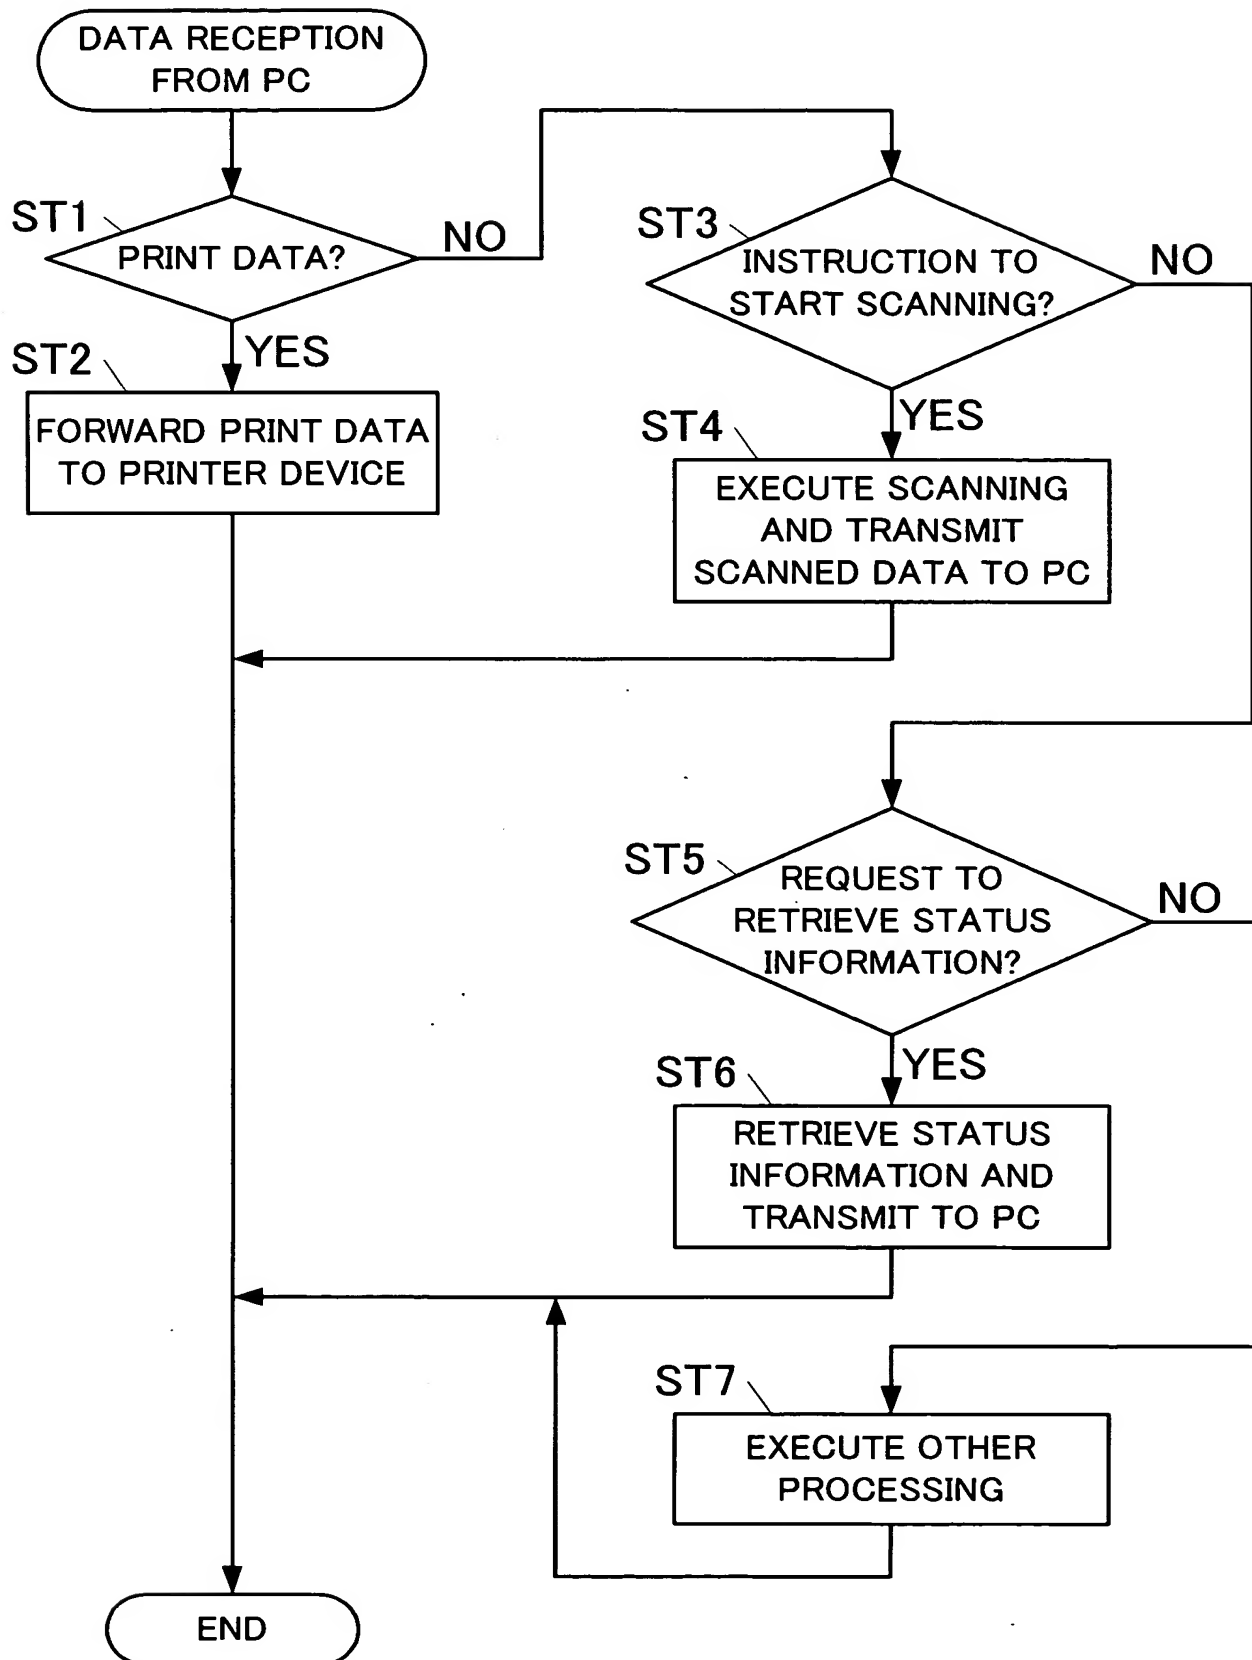 DATA RECEPTION
FROM PC
ST1
PRINT DATA?
NO
YES
ST2
FORWARD PRINT DATA
TO PRINTER DEVICE
ST3
INSTRUCTION TO
START SCANNING?
NO
YES
ST4
EXECUTE SCANNING
AND TRANSMIT
SCANNED DATA TO PC
ST5
REQUEST TO
RETRIEVE STATUS
INFORMATION?
NO
YES
ST6
RETRIEVE STATUS
INFORMATION AND
TRANSMIT TO PC
ST7
EXECUTE OTHER
PROCESSING
END